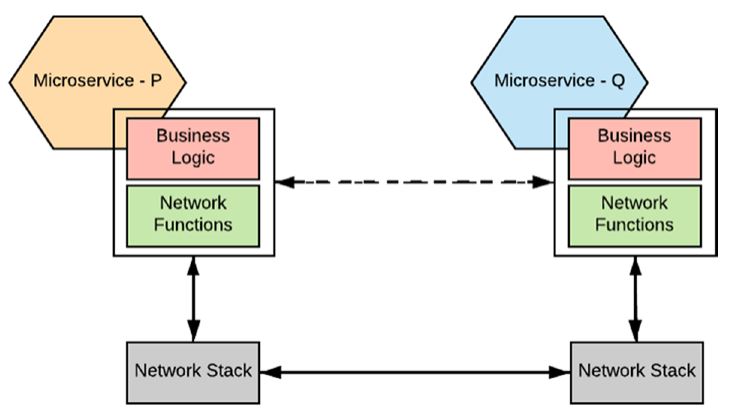 Microservice - P
Microservice - Q
Business
Logic
Business
Logic
Network
Functions
Network
Functions
Network Stack
Network Stack